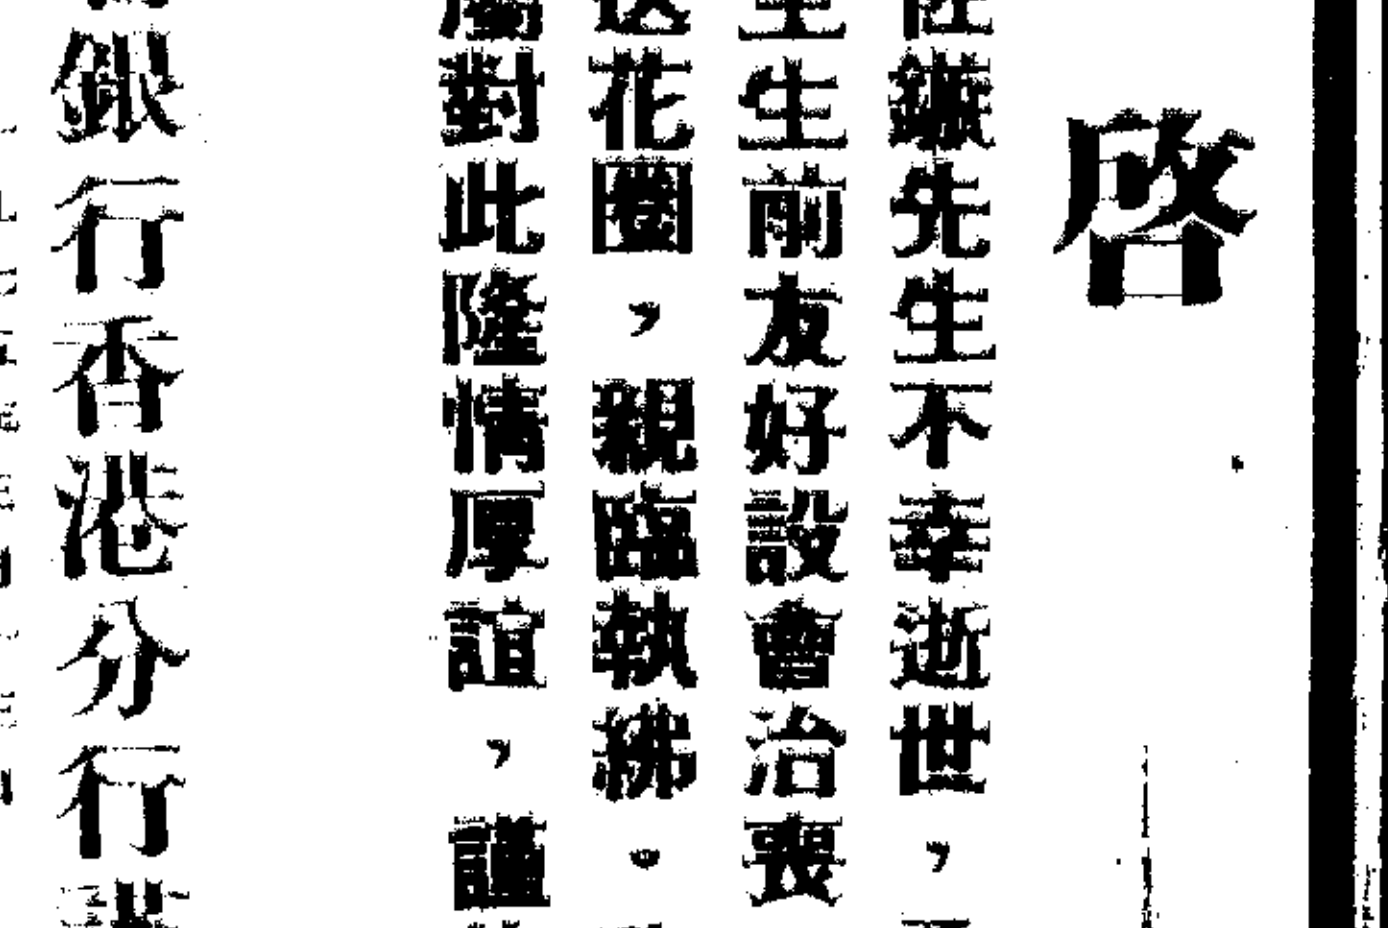 啓
先生不幸逝世，
生前友好設會治喪
花圈，親臨執紼。
對此隆情厚誼，謹
銀行香港分行